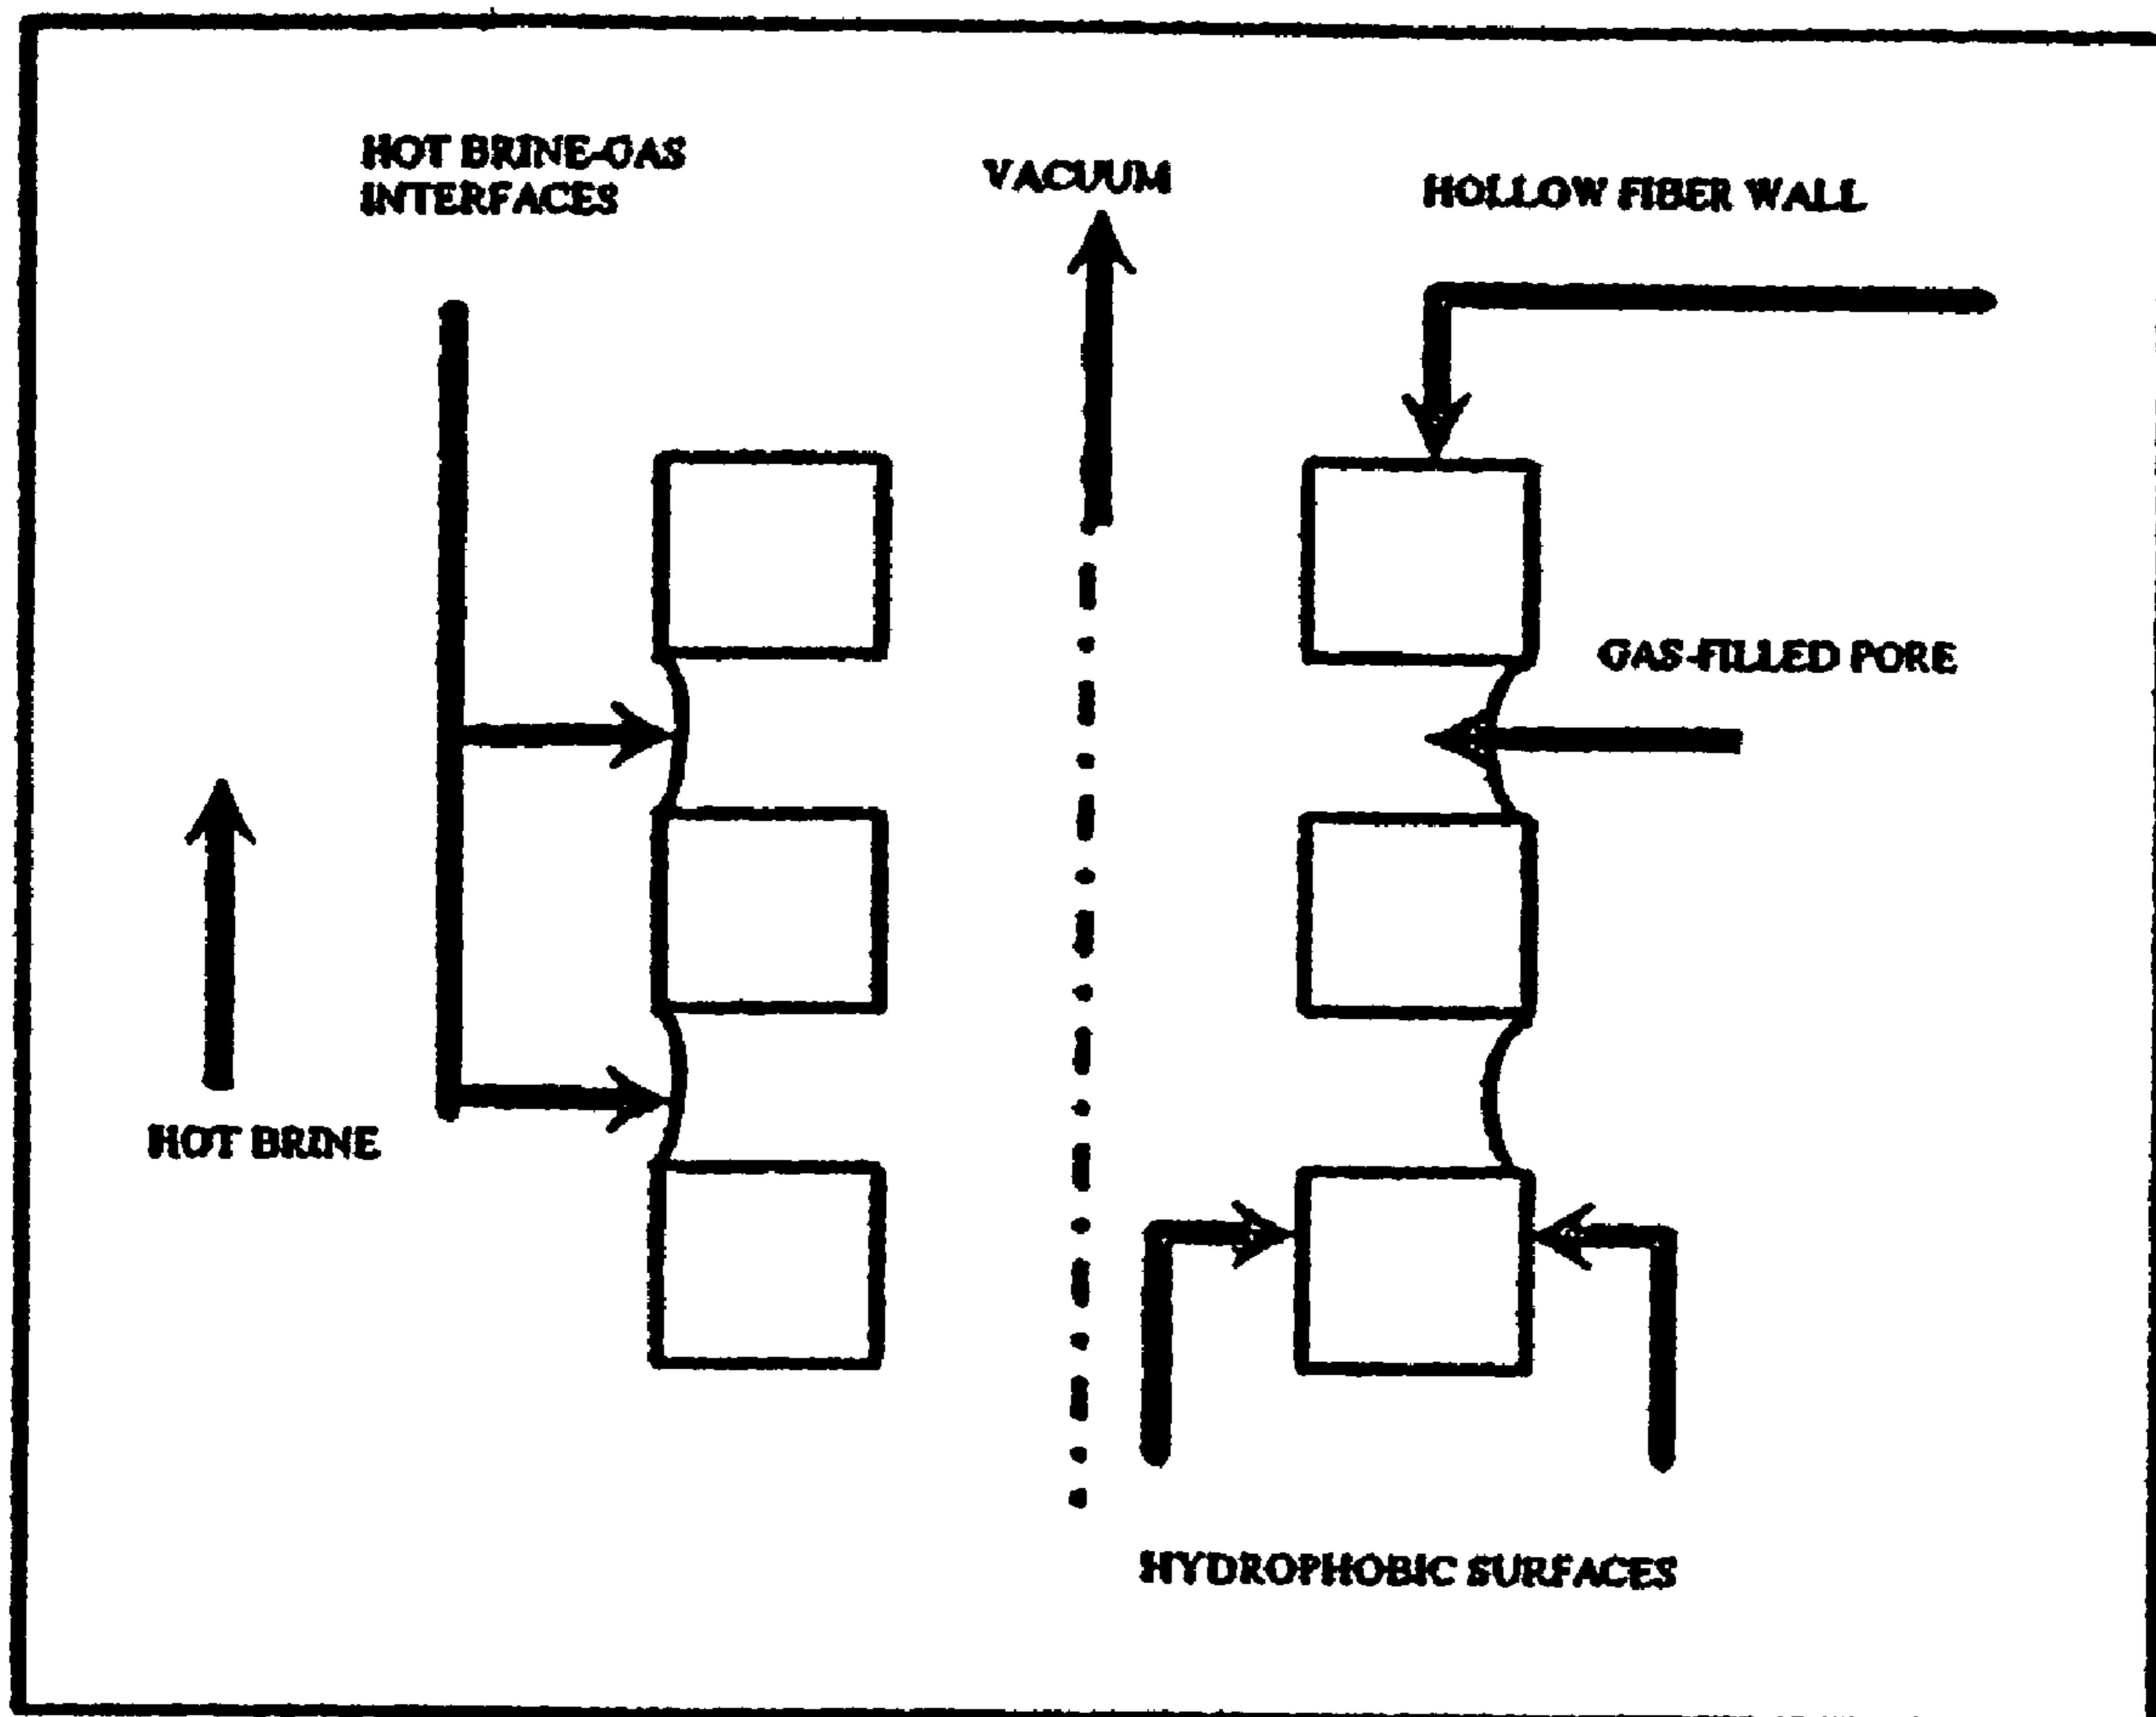 HOT BRINE-GAS
INTERFACES
VACUUM
HOLLOW FIBER WALL
GAS-FILLED PORE
HOT BRINE
HYDROPHOBIC SURFACES